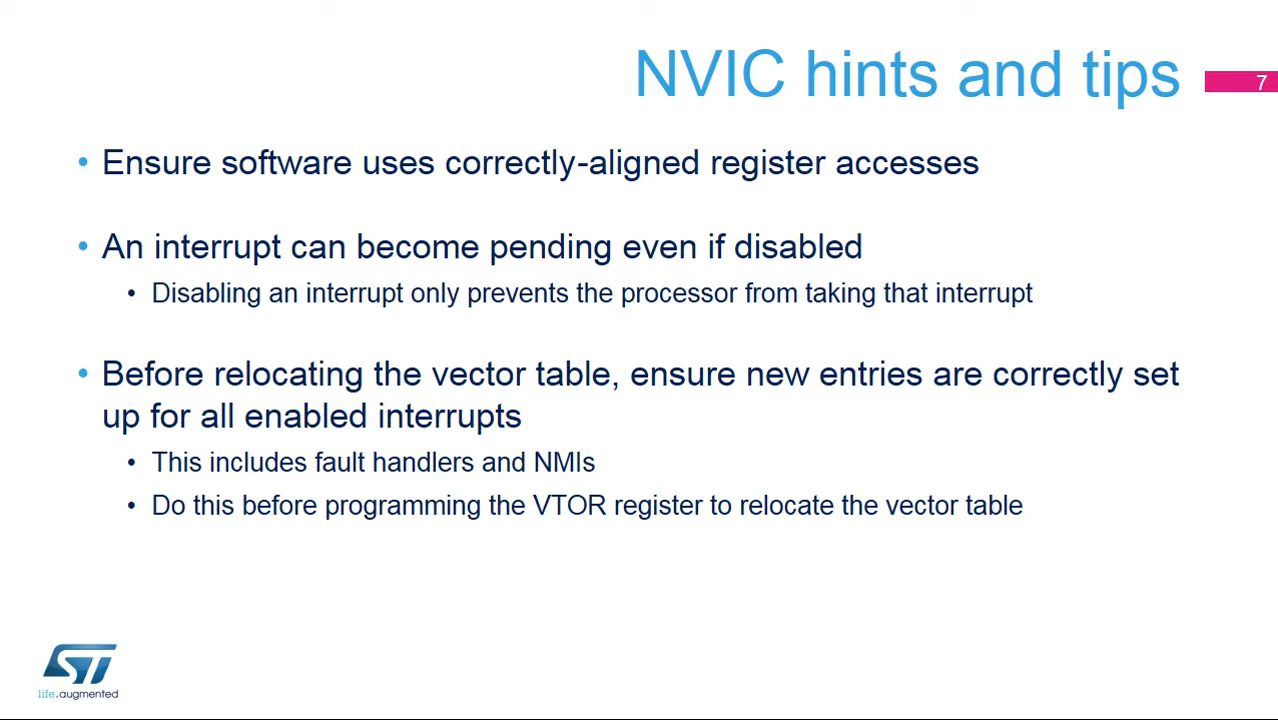 NVIC hints and tips
7
• Ensure software uses correctly-aligned register accesses
• An interrupt can become pending even if disabled
• Disabling an interrupt only prevents the processor from taking that interrupt
• Before relocating the vector table, ensure new entries are correctly set
up for all enabled interrupts
• This includes fault handlers and NMIs
• Do this before programming the VTOR register to relocate the vector table
ST
life.augmented